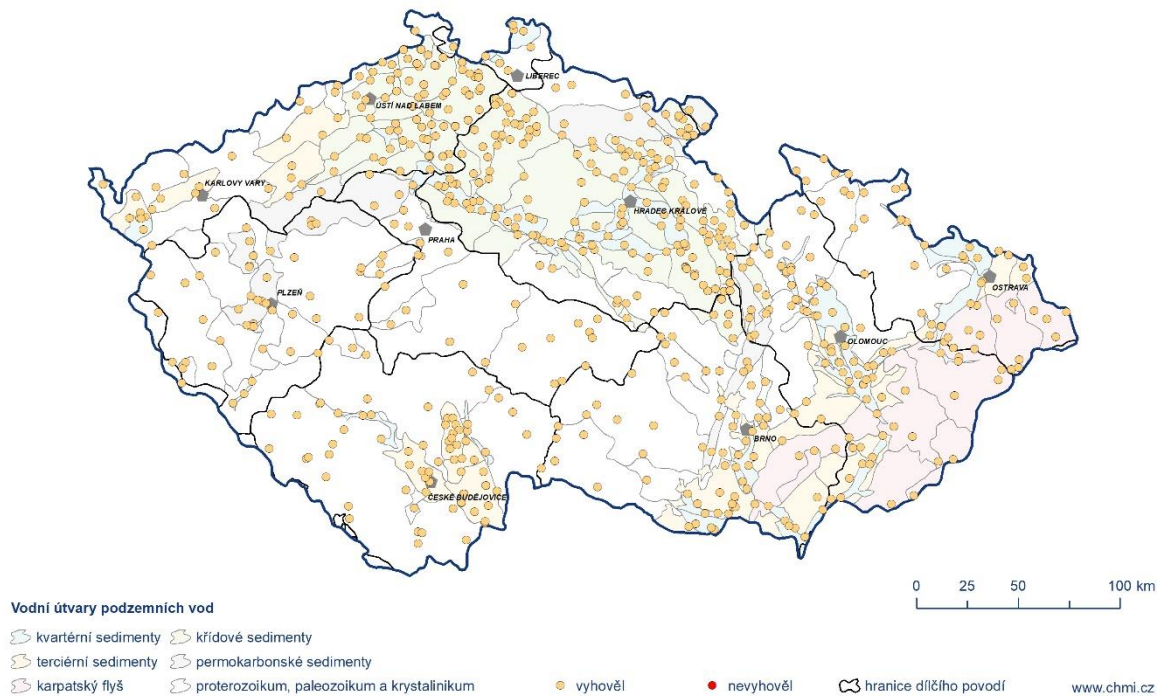 LIBEREC
ÚSTÍ NAD LABEM
KARLOVY VARY
HRADEC KRÁLOVÉ
PRAHA
OSTRAVA
PLZEŇ
OLOMOUC
BRNO
ČESKÉ BUDĚJOVICE
0 25 50 100 km
Vodní útvary podzemních vod
kvartérní sedimenty křídové sedimenty
terciérní sedimenty permokarbonské sedimenty
karpatský flyš proterozoikum, paleozoikum a krystalinikum vyhověl nevyhověl hranice dílčího povodí www.chmi.cz